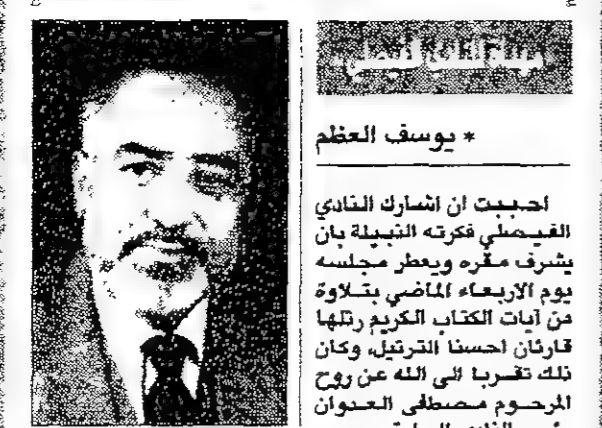 * يوسف العظم
احببت ان اشارك النادي
الفيصلي فكرته النبيلة بان
يشرف مقره ويعطر مجلسه
يوم الاربعاء الماضي بتلاوة
من آيات الكتاب الكريم رتلها
قارئان احسنا الترتيل، وكان
ذلك تقربا الى الله عن روح
المرحوم مصطفى العدوان